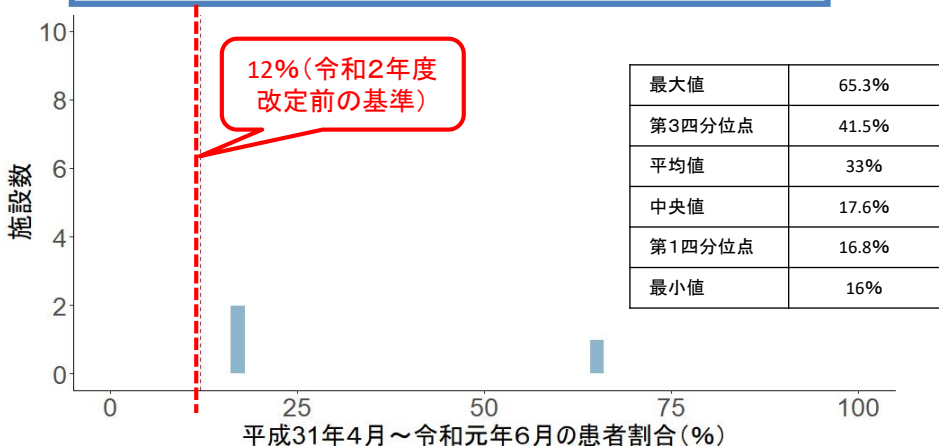 10
8
6
4
2
0
施設数
12%（令和2年度
改定前の基準）
最大値 65.3%
第3四分位点 41.5%
平均値 33%
中央値 17.6%
第1四分位点 16.8%
最小値 16%
0 25 50 75 100
平成31年4月～令和元年6月の患者割合（%）